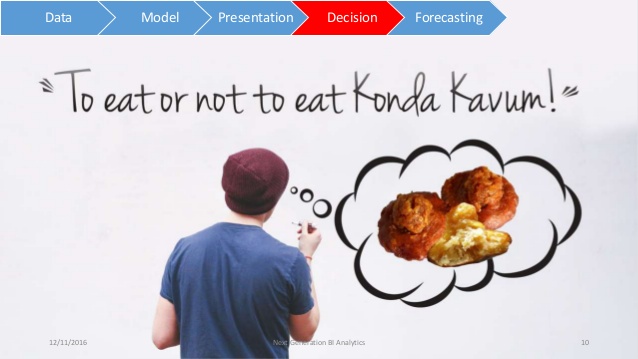 Data Model Presentation Decision Forecasting
"To eat or not to eat Konda Kavum!"
12/11/2016 Next Generation BI Analytics 10